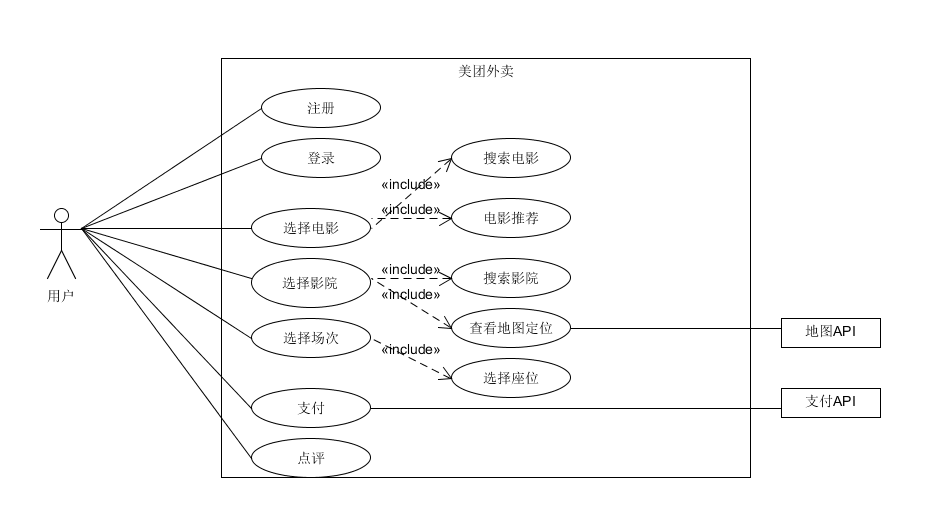 美团外卖
注册
登录
搜索电影
«include»
«include»
电影推荐
选择电影
«include»
搜索影院
选择影院
«include»
用户
查看地图定位
地图API
选择场次
«include»
选择座位
支付
支付API
点评